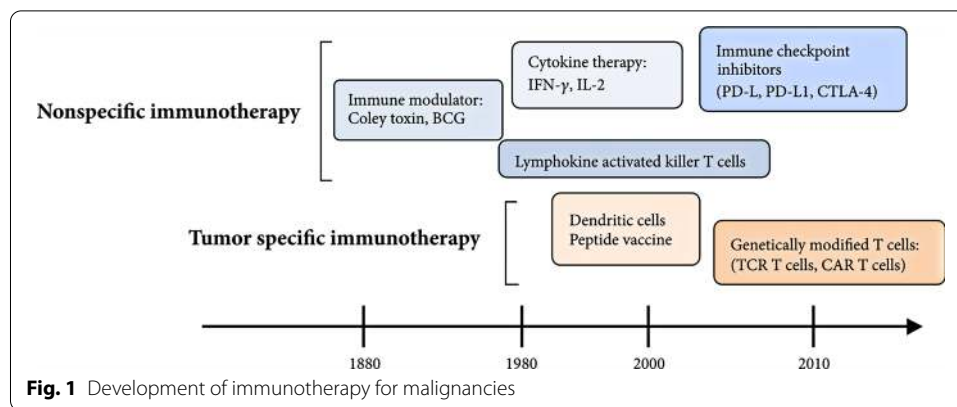 Nonspecific immunotherapy
Immune modulator:
Coley toxin, BCG
Cytokine therapy:
IFN-γ, IL-2
Immune checkpoint
inhibitors
(PD-L, PD-L1, CTLA-4)
Lymphokine activated killer T cells
Tumor specific immunotherapy
Dendritic cells
Peptide vaccine
Genetically modified T cells:
(TCR T cells, CAR T cells)
1880 1980 2000 2010
Fig. 1 Development of immunotherapy for malignancies